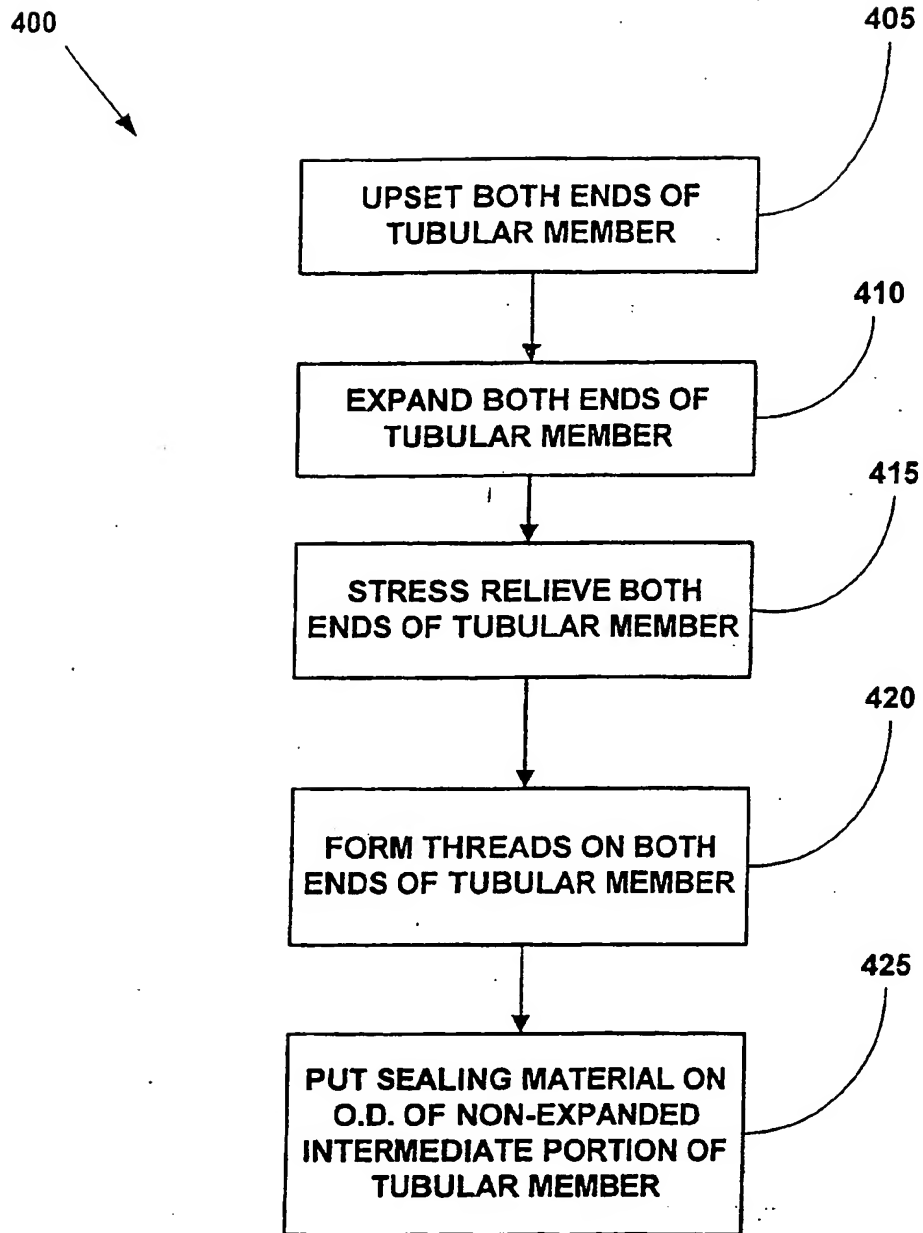 400
405
UPSET BOTH ENDS OF
TUBULAR MEMBER
410
EXPAND BOTH ENDS OF
TUBULAR MEMBER
415
STRESS RELIEVE BOTH
ENDS OF TUBULAR MEMBER
420
FORM THREADS ON BOTH
ENDS OF TUBULAR MEMBER
425
PUT SEALING MATERIAL ON
O.D. OF NON-EXPANDED
INTERMEDIATE PORTION OF
TUBULAR MEMBER